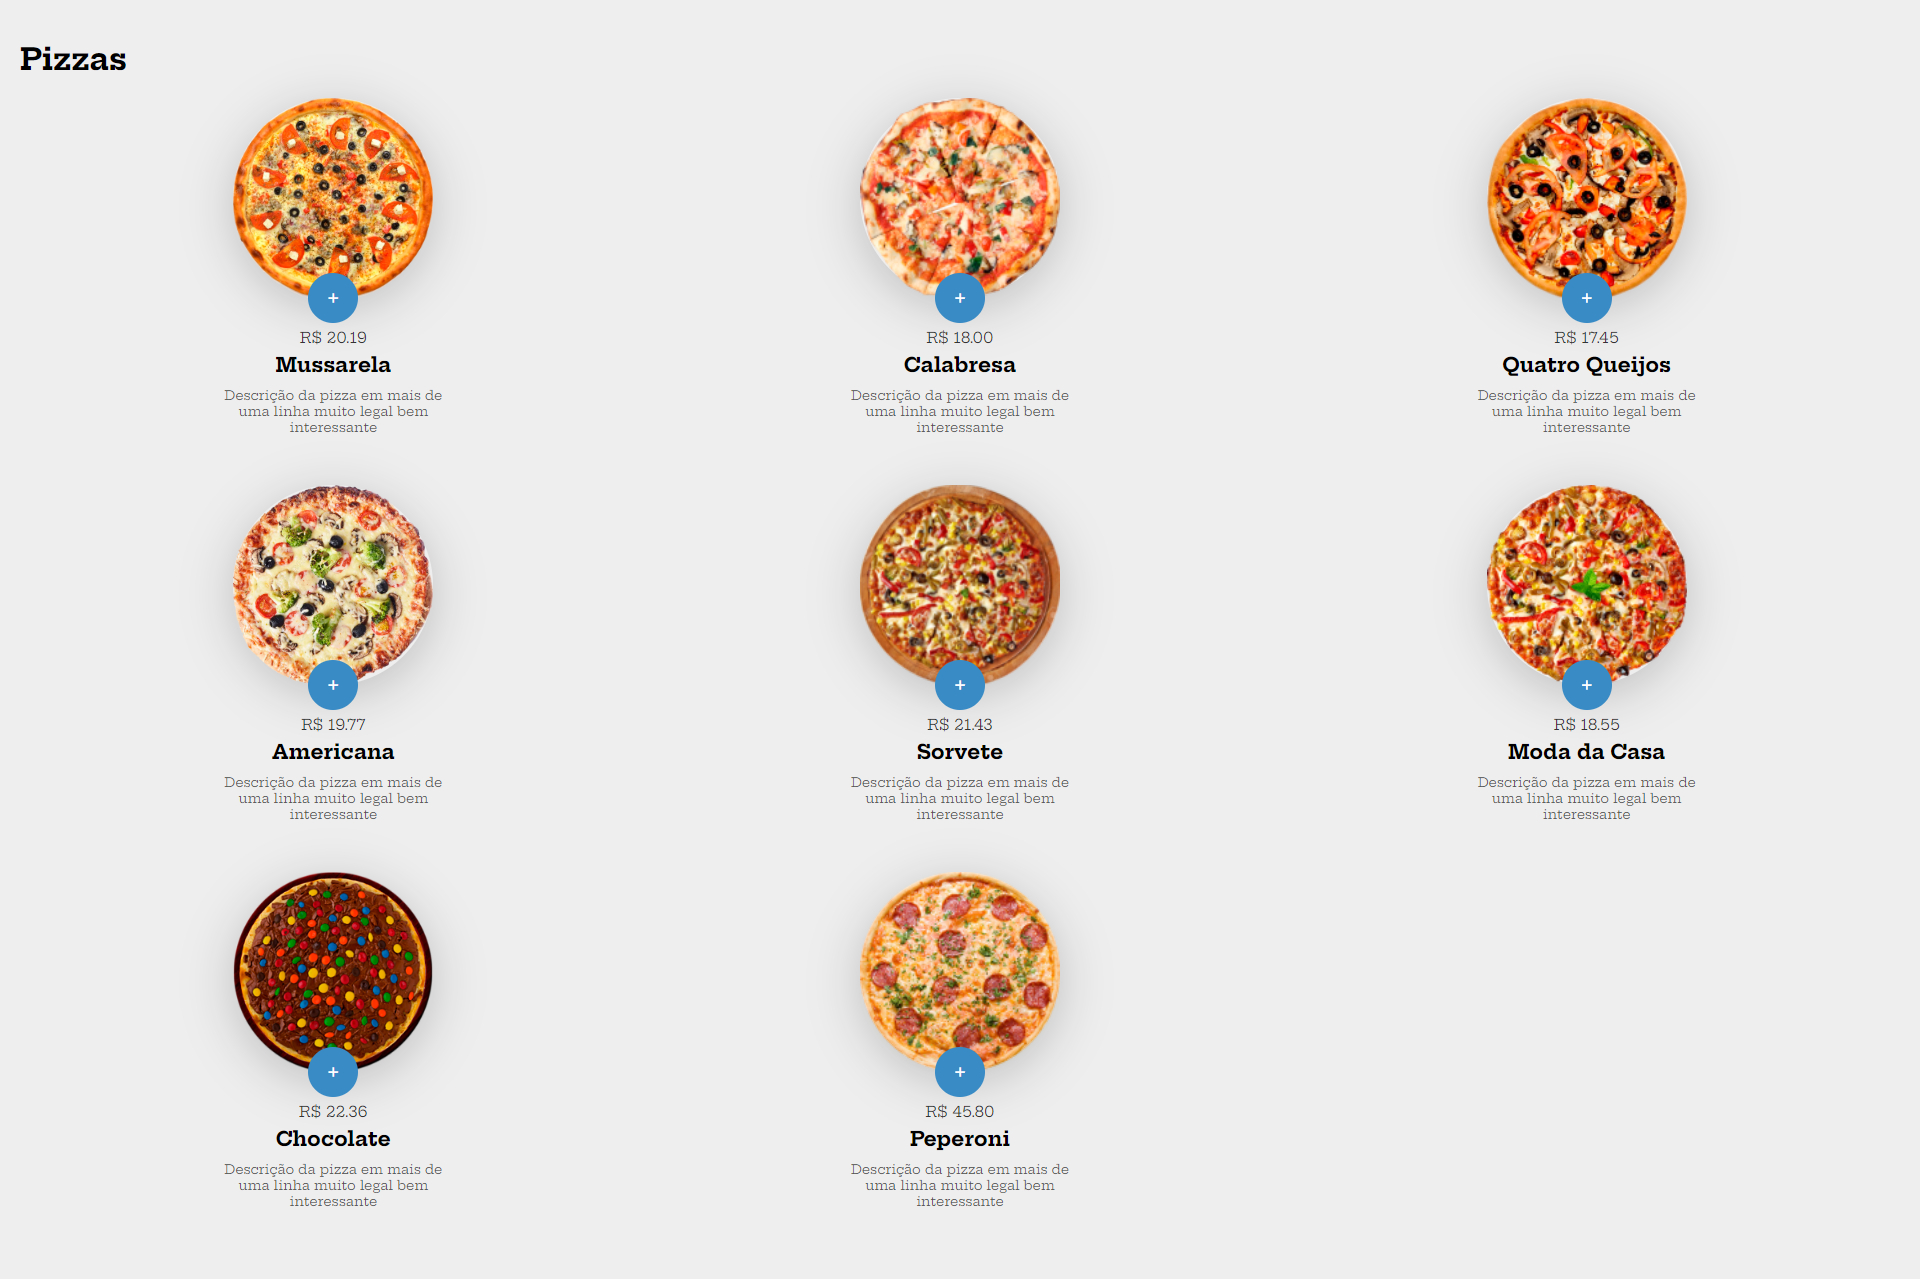 Pizzas
+
R$ 20.19
Mussarela
Descrição da pizza em mais de
uma linha muito legal bem
interessante
+
R$ 18.00
Calabresa
Descrição da pizza em mais de
uma linha muito legal bem
interessante
+
R$ 17.45
Quatro Queijos
Descrição da pizza em mais de
uma linha muito legal bem
interessante
+
R$ 19.77
Americana
Descrição da pizza em mais de
uma linha muito legal bem
interessante
+
R$ 21.43
Sorvete
Descrição da pizza em mais de
uma linha muito legal bem
interessante
+
R$ 18.55
Moda da Casa
Descrição da pizza em mais de
uma linha muito legal bem
interessante
+
R$ 22.36
Chocolate
Descrição da pizza em mais de
uma linha muito legal bem
interessante
+
R$ 45.80
Peperoni
Descrição da pizza em mais de
uma linha muito legal bem
interessante